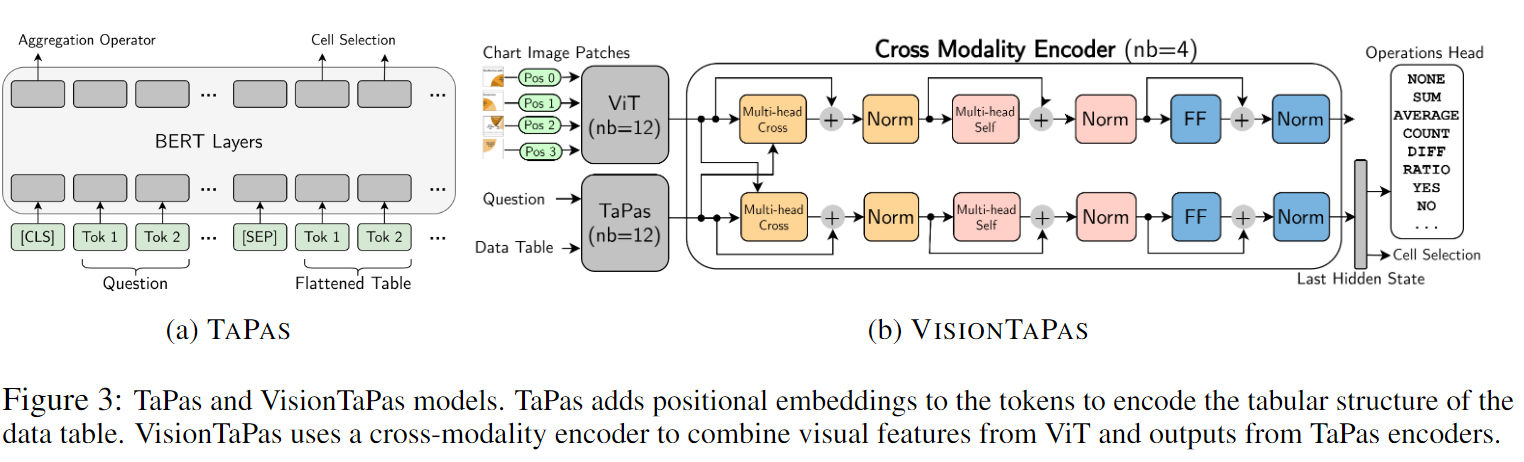 Aggregation Operator
Cell Selection
...
...
BERT Layers
...
...
[CLS]
Tok 1
Tok 2
...
[SEP]
Tok 1
Tok 2
...
Question
Flattened Table
(a) TAPAS
Chart Image Patches
Pos 0
Pos 1
Pos 2
Pos 3
ViT
(nb=12)
Question
Data Table
TaPas
(nb=12)
Cross Modality Encoder (nb=4)
Multi-head
Cross
+
Norm
Multi-head
Self
+
Norm
FF
+
Norm
Multi-head
Cross
+
Norm
Multi-head
Self
+
Norm
FF
+
Norm
Operations Head
NONE
SUM
AVERAGE
COUNT
DIFF
RATIO
YES
NO
...
Cell Selection
Last Hidden State
(b) VISIONTAPAS
Figure 3: TaPas and VisionTaPas models. TaPas adds positional embeddings to the tokens to encode the tabular structure of the
data table. VisionTaPas uses a cross-modality encoder to combine visual features from ViT and outputs from TaPas encoders.